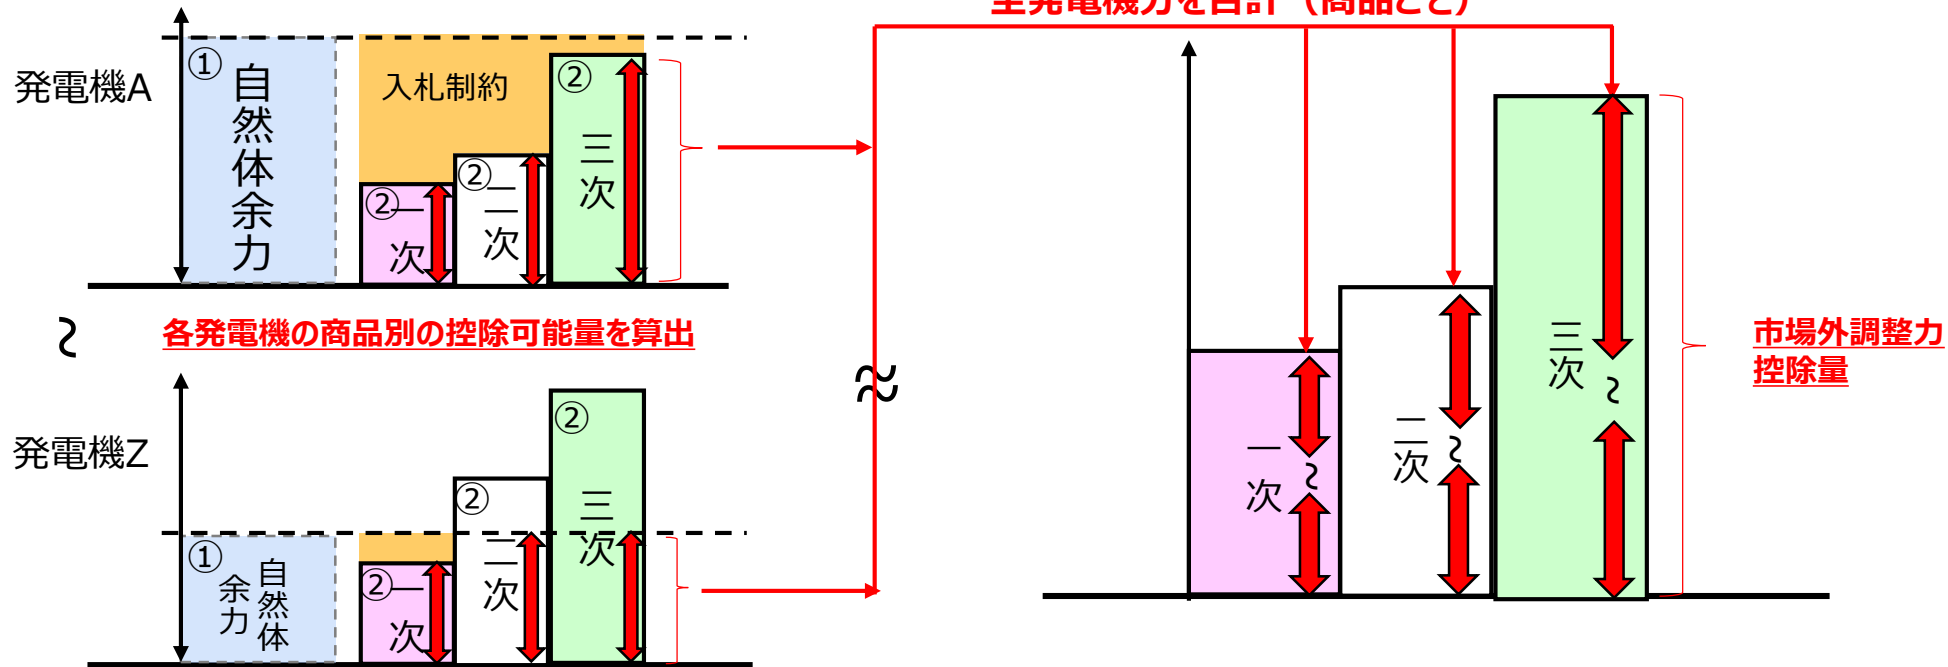 全発電機分を合計（商品ごと）
発電機A
①
自然体余力
入札制約
②
一次
②
二次
②
三次
各発電機の商品別の控除可能量を算出
発電機Z
①
自然体
余力
②
一次
②
二次
②
三次
一次
二次
三次
市場外調整力
控除量